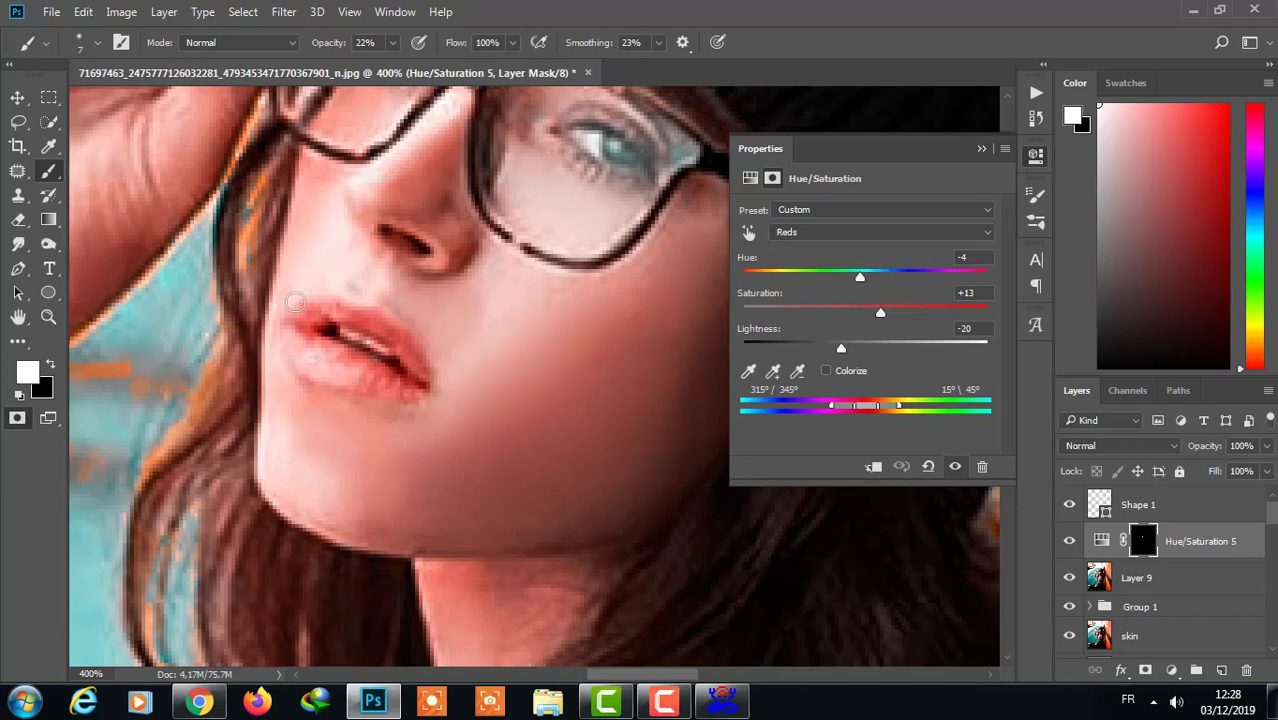 Ps File Edit Image Layer Type Select Filter 3D View Window Help
7 Mode: Normal Opacity: 22% Flow: 100% Smoothing: 23%
71697463_2475777126032281_4793453471770367901_n.jpg @ 400% (Hue/Saturation 5, Layer Mask/8) *
Color Swatches
Properties
Hue/Saturation
Preset: Custom
Reds
Hue: -4
Saturation: +13
Lightness: -20
Colorize
315°/ 345° 15°\ 45°
Layers Channels Paths
Kind
Normal Opacity: 100%
Lock: Fill: 100%
Shape 1
Hue/Saturation 5
Layer 9
Group 1
skin
400% Doc: 4,17M/75,7M
FR 12:28
03/12/2019